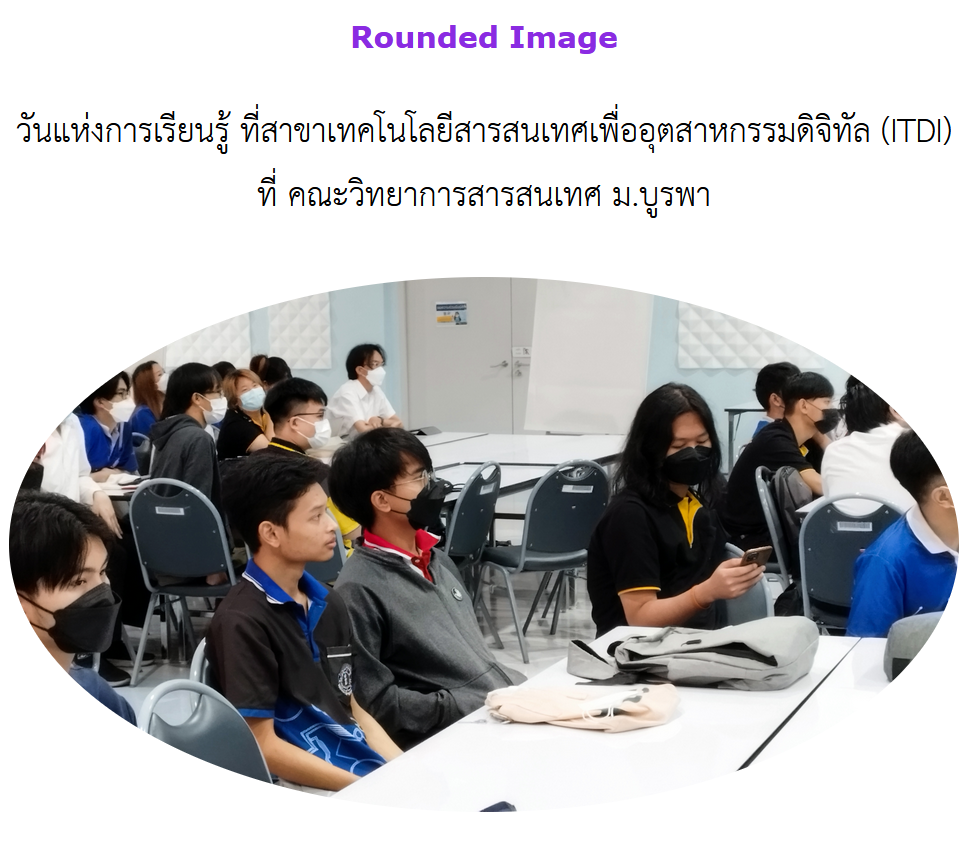 Rounded Image
วันแห่งการเรียนรู้ ที่สาขาเทคโนโลยีสารสนเทศเพื่ออุตสาหกรรมดิจิทัล (ITDI)
ที่ คณะวิทยาการสารสนเทศ ม.บูรพา